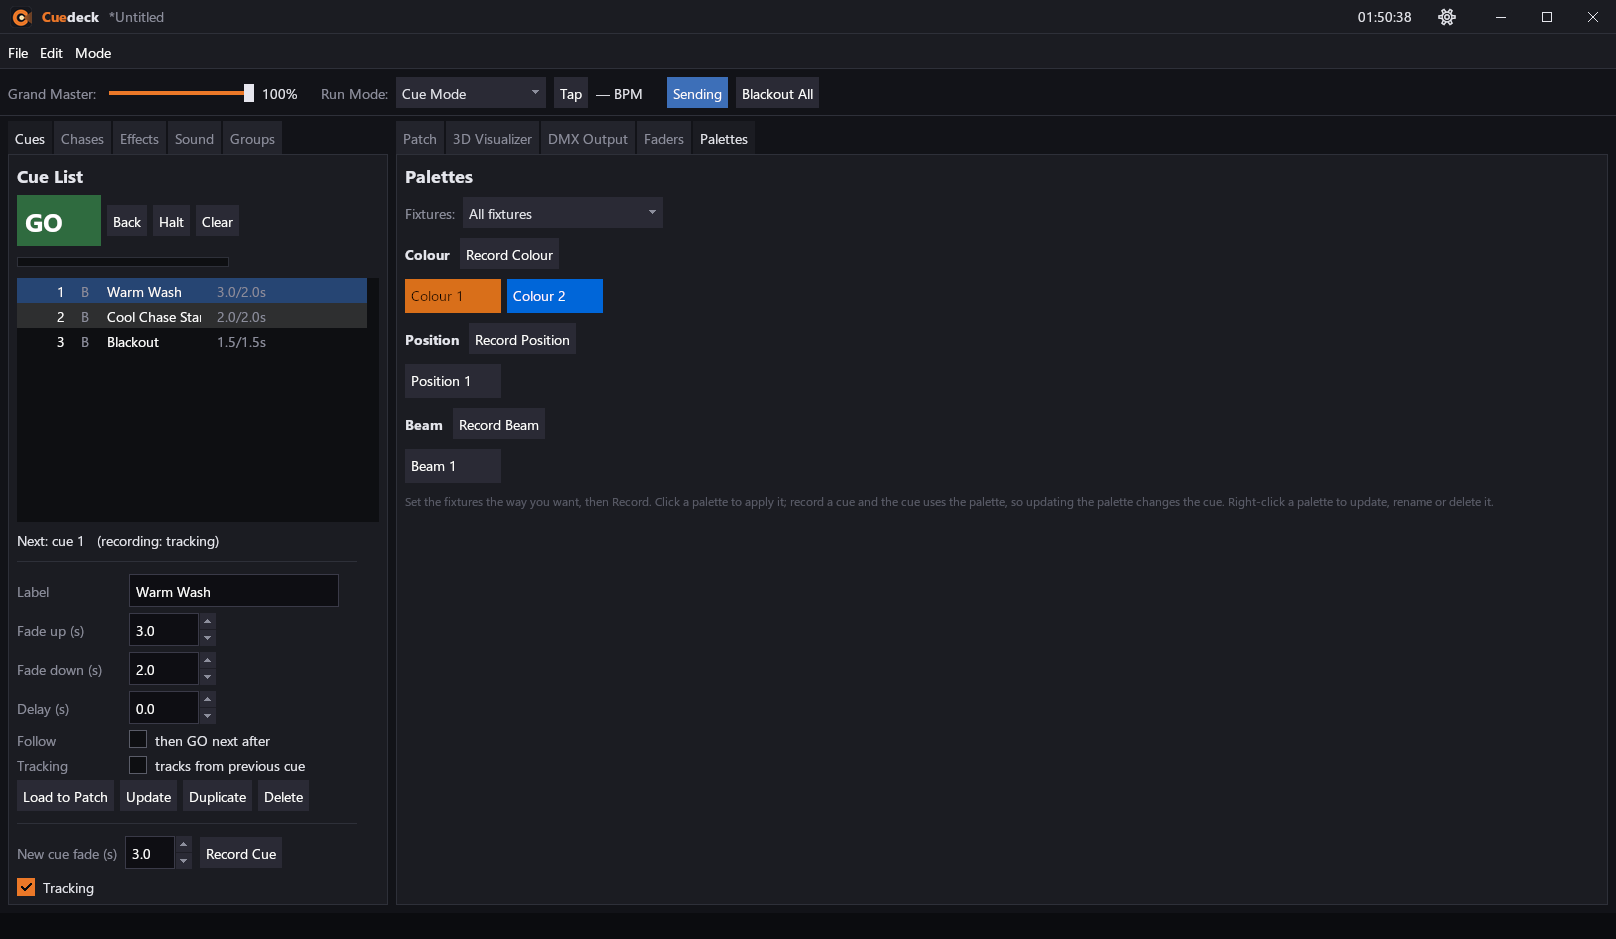 Cuedeck *Untitled 01:50:38
File Edit Mode
Grand Master: 100% Run Mode: Cue Mode Tap — BPM Sending Blackout All
Cues Chases Effects Sound Groups
Cue List
GO Back Halt Clear
1 B Warm Wash 3.0/2.0s
2 B Cool Chase Star 2.0/2.0s
3 B Blackout 1.5/1.5s
Next: cue 1 (recording: tracking)
Label Warm Wash
Fade up (s) 3.0
Fade down (s) 2.0
Delay (s) 0.0
Follow then GO next after
Tracking tracks from previous cue
Load to Patch Update Duplicate Delete
New cue fade (s) 3.0 Record Cue
Tracking
Patch 3D Visualizer DMX Output Faders Palettes
Palettes
Fixtures: All fixtures
Colour Record Colour
Colour 1 Colour 2
Position Record Position
Position 1
Beam Record Beam
Beam 1
Set the fixtures the way you want, then Record. Click a palette to apply it; record a cue and the cue uses the palette, so updating the palette changes the cue. Right-click a palette to update, rename or delete it.